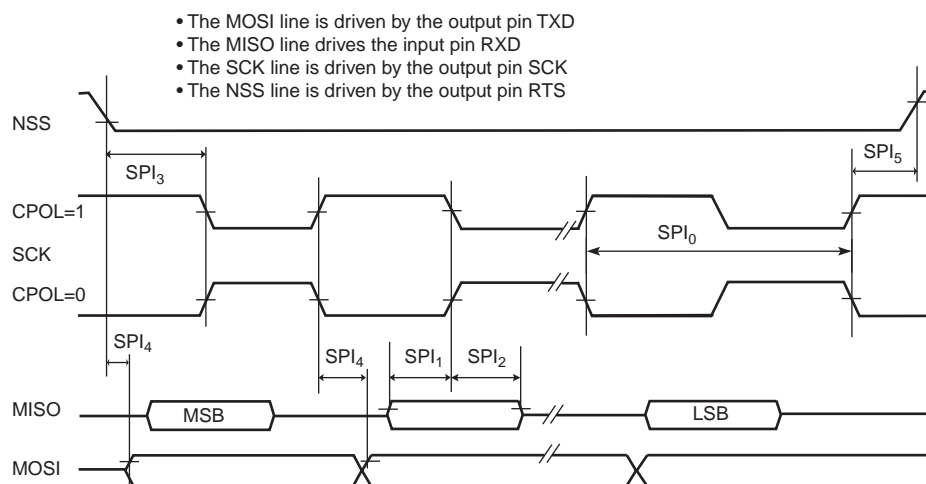 • The MOSI line is driven by the output pin TXD
• The MISO line drives the input pin RXD
• The SCK line is driven by the output pin SCK
• The NSS line is driven by the output pin RTS
NSS
SPI3
SPI5
CPOL=1
SCK
SPI0
CPOL=0
SPI4
SPI4
SPI1
SPI2
MISO
MSB
LSB
MOSI